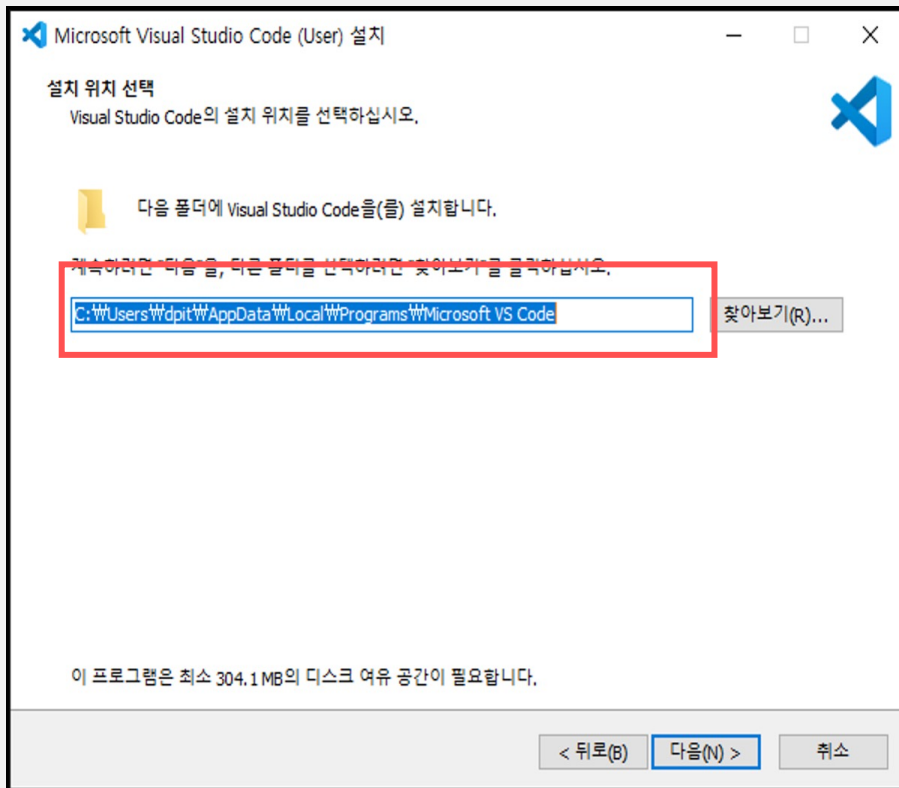 Microsoft Visual Studio Code (User) 설치
설치 위치 선택
Visual Studio Code의 설치 위치를 선택하십시오.
다음 폴더에 Visual Studio Code을(를) 설치합니다.
계속하려면 "다음"을, 다른 폴더를 선택하려면 "찾아보기"를 클릭하십시오.
C:₩Users₩dpit₩AppData₩Local₩Programs₩Microsoft VS Code
찾아보기(R)...
이 프로그램은 최소 304.1 MB의 디스크 여유 공간이 필요합니다.
< 뒤로(B) 다음(N) > 취소